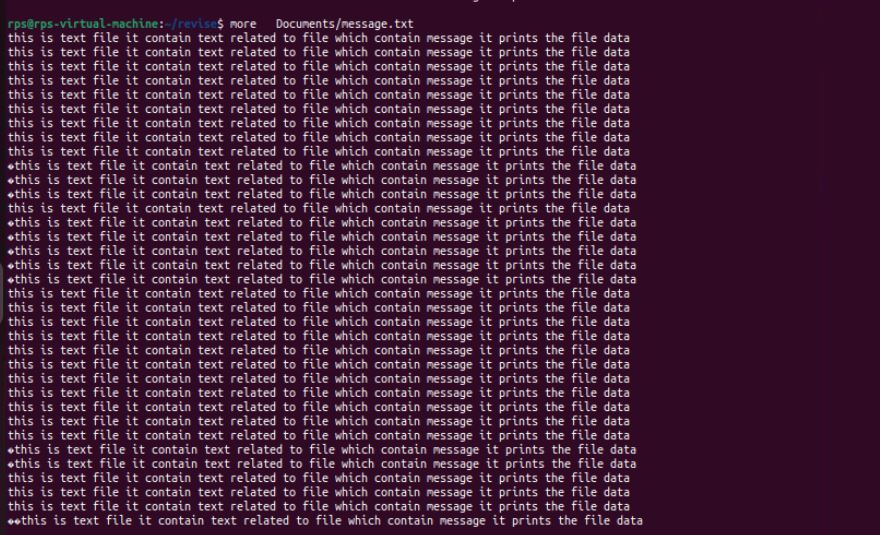 rps@rps-virtual-machine:~/revise$ more   Documents/message.txt
this is text file it contain text related to file which contain message it prints the file data
this is text file it contain text related to file which contain message it prints the file data
this is text file it contain text related to file which contain message it prints the file data
this is text file it contain text related to file which contain message it prints the file data
this is text file it contain text related to file which contain message it prints the file data
this is text file it contain text related to file which contain message it prints the file data
this is text file it contain text related to file which contain message it prints the file data
this is text file it contain text related to file which contain message it prints the file data
this is text file it contain text related to file which contain message it prints the file data
�this is text file it contain text related to file which contain message it prints the file data
�this is text file it contain text related to file which contain message it prints the file data
�this is text file it contain text related to file which contain message it prints the file data
this is text file it contain text related to file which contain message it prints the file data
�this is text file it contain text related to file which contain message it prints the file data
�this is text file it contain text related to file which contain message it prints the file data
�this is text file it contain text related to file which contain message it prints the file data
�this is text file it contain text related to file which contain message it prints the file data
�this is text file it contain text related to file which contain message it prints the file data
this is text file it contain text related to file which contain message it prints the file data
this is text file it contain text related to file which contain message it prints the file data
this is text file it contain text related to file which contain message it prints the file data
this is text file it contain text related to file which contain message it prints the file data
this is text file it contain text related to file which contain message it prints the file data
this is text file it contain text related to file which contain message it prints the file data
this is text file it contain text related to file which contain message it prints the file data
this is text file it contain text related to file which contain message it prints the file data
this is text file it contain text related to file which contain message it prints the file data
this is text file it contain text related to file which contain message it prints the file data
this is text file it contain text related to file which contain message it prints the file data
�this is text file it contain text related to file which contain message it prints the file data
�this is text file it contain text related to file which contain message it prints the file data
this is text file it contain text related to file which contain message it prints the file data
this is text file it contain text related to file which contain message it prints the file data
this is text file it contain text related to file which contain message it prints the file data
��this is text file it contain text related to file which contain message it prints the file data